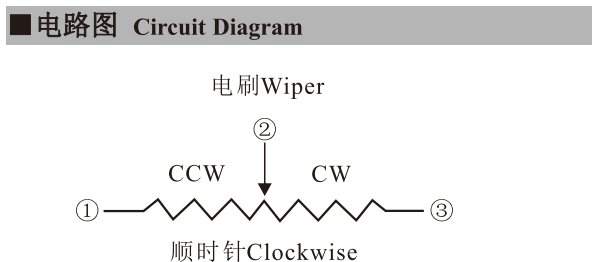 ■电路图 Circuit Diagram
电刷Wiper
②
CCW CW
① ③
顺时针Clockwise